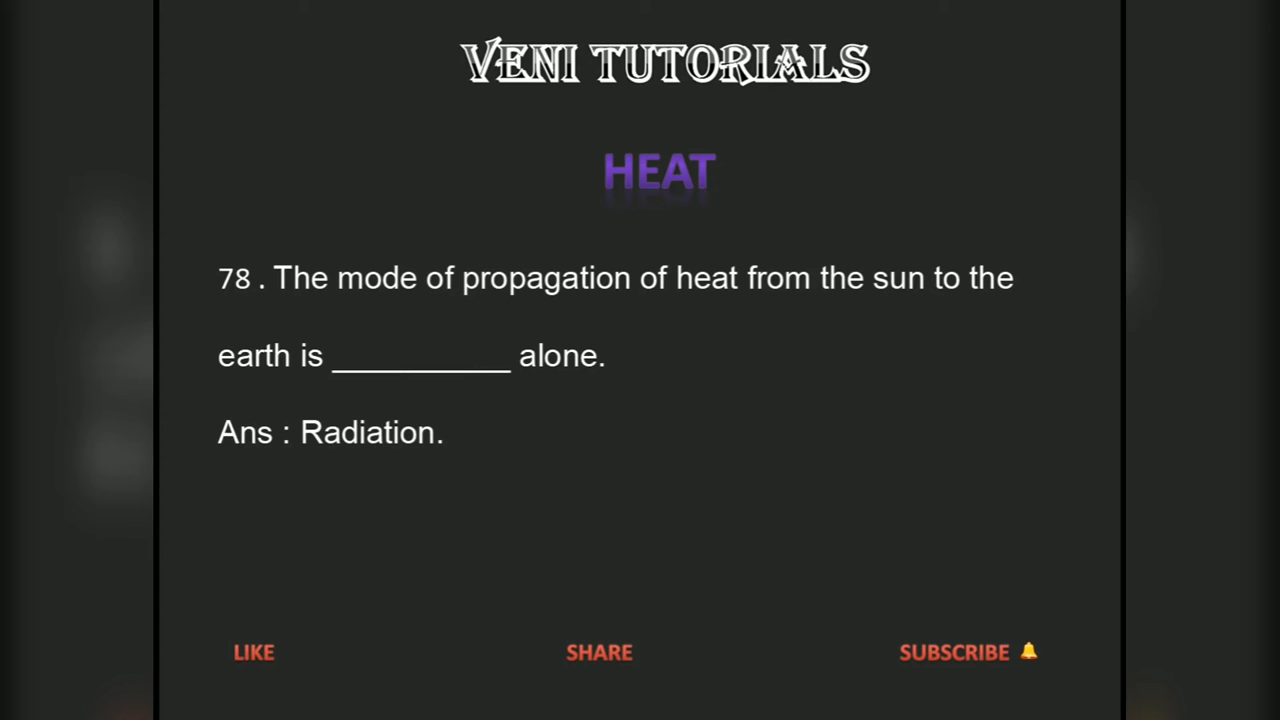 VENI TUTORIALS
HEAT
78 . The mode of propagation of heat from the sun to the
earth is __________ alone.
Ans : Radiation.
LIKE SHARE SUBSCRIBE 🔔